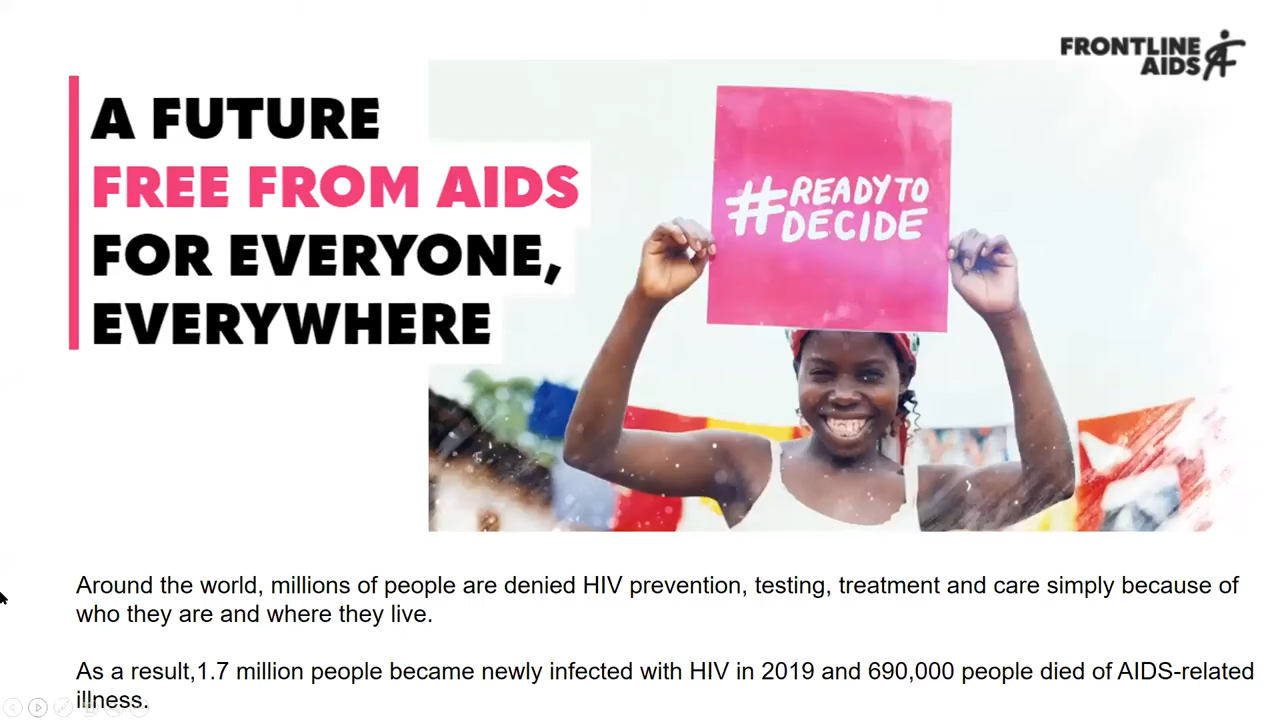 FRONTLINE
AIDS
A FUTURE
FREE FROM AIDS
FOR EVERYONE,
EVERYWHERE
#READY TO
DECIDE
Around the world, millions of people are denied HIV prevention, testing, treatment and care simply because of
who they are and where they live.
As a result,1.7 million people became newly infected with HIV in 2019 and 690,000 people died of AIDS-related
illness.